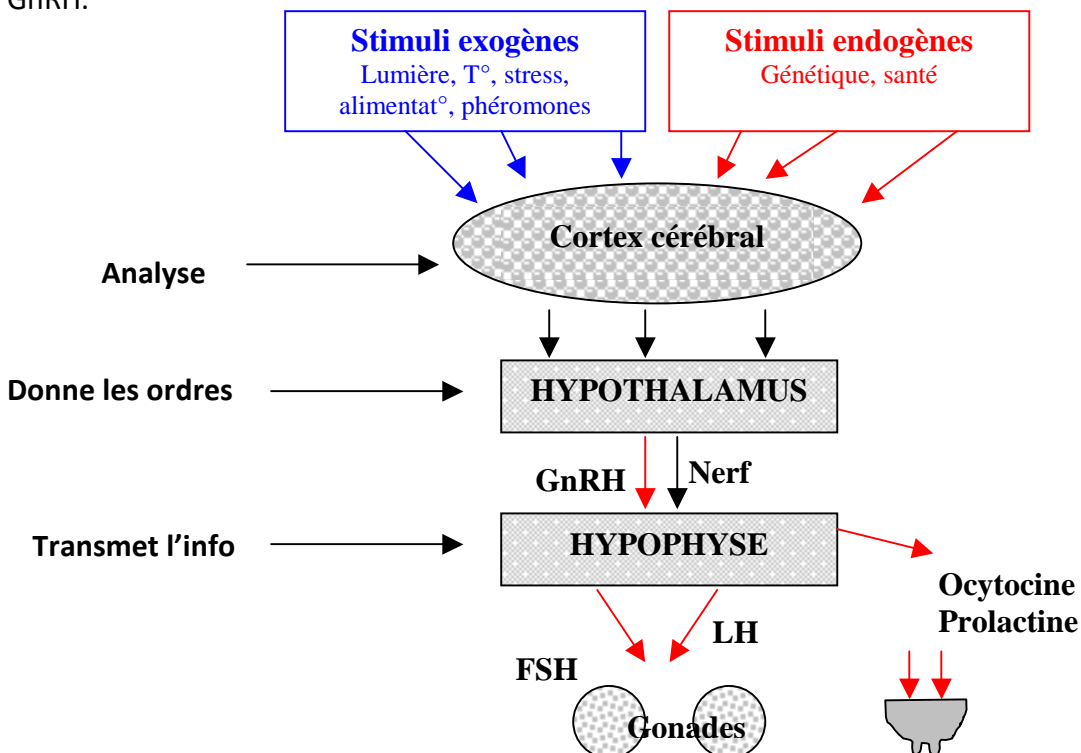 GnRH.
Stimuli exogènes
Lumière, T°, stress,
alimentat°, phéromones
Stimuli endogènes
Génétique, santé
Cortex cérébral
Analyse
Donne les ordres
HYPOTHALAMUS
GnRH
Nerf
Transmet l’info
HYPOPHYSE
Ocytocine
Prolactine
LH
FSH
Gonades